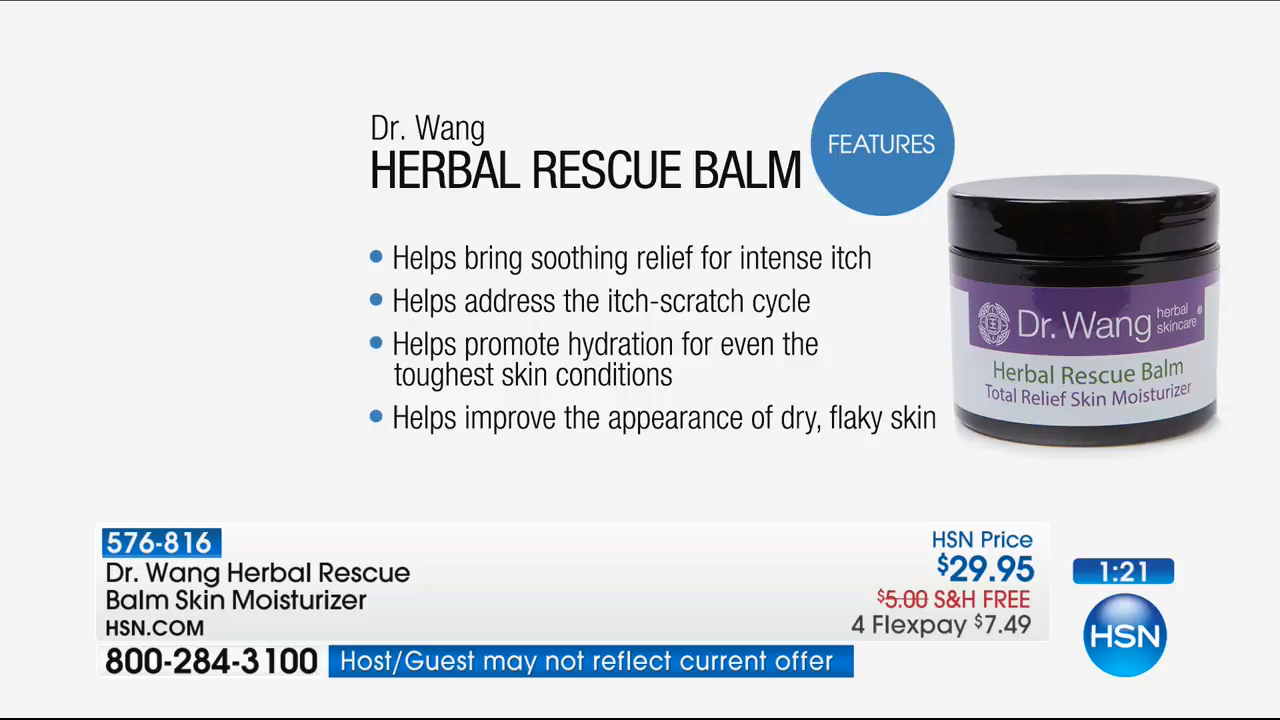 Dr. Wang
HERBAL RESCUE BALM
FEATURES
• Helps bring soothing relief for intense itch
• Helps address the itch-scratch cycle
• Helps promote hydration for even the
toughest skin conditions
• Helps improve the appearance of dry, flaky skin
Dr. Wang herbal skincare ®
Herbal Rescue Balm
Total Relief Skin Moisturizer
576-816
Dr. Wang Herbal Rescue
Balm Skin Moisturizer
HSN.COM
HSN Price
$29.95
$5.00 S&H FREE
4 Flexpay $7.49
1:21
HSN
800-284-3100
Host/Guest may not reflect current offer